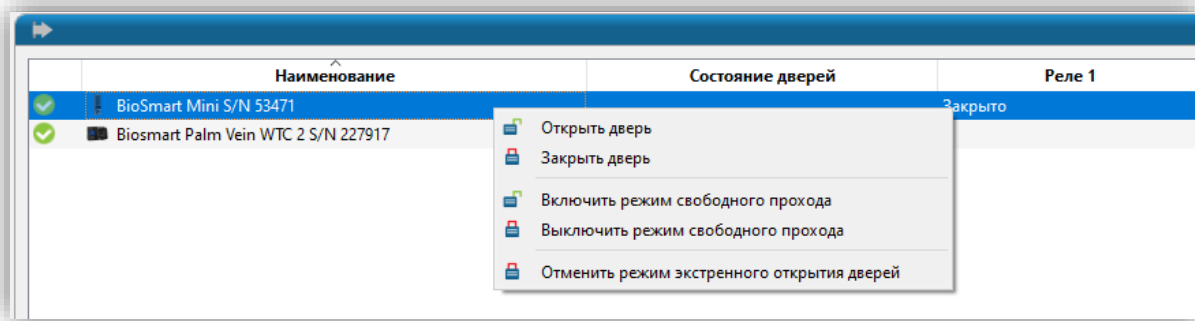 Наименование Состояние дверей Реле 1
BioSmart Mini S/N 53471 Закрыто
Biosmart Palm Vein WTC 2 S/N 227917
Открыть дверь
Закрыть дверь
Включить режим свободного прохода
Выключить режим свободного прохода
Отменить режим экстренного открытия дверей